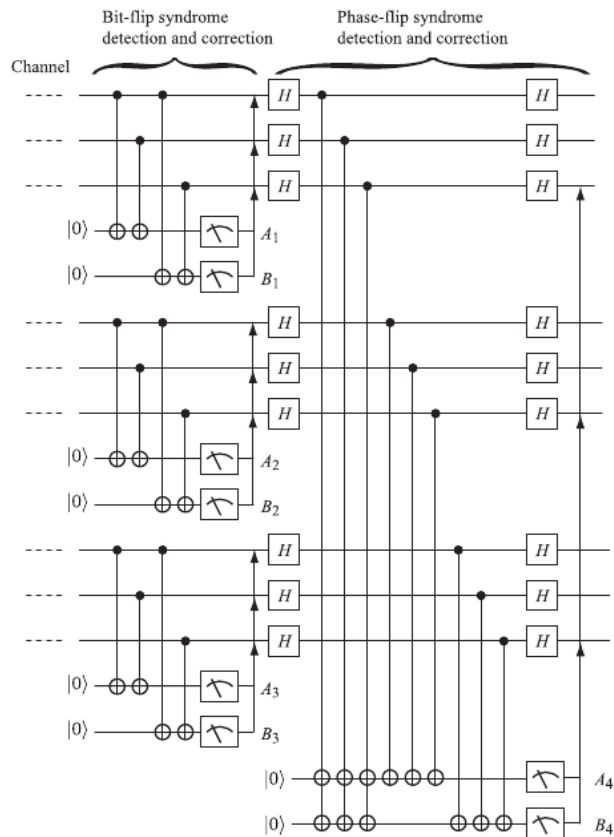 Bit-flip syndrome
detection and correction
Phase-flip syndrome
detection and correction
Channel
H H
H H
H H
|0⟩ A₁
|0⟩ B₁
H H
H H
H H
|0⟩ A₂
|0⟩ B₂
H H
H H
H H
|0⟩ A₃
|0⟩ B₃
|0⟩ A₄
|0⟩ B₄